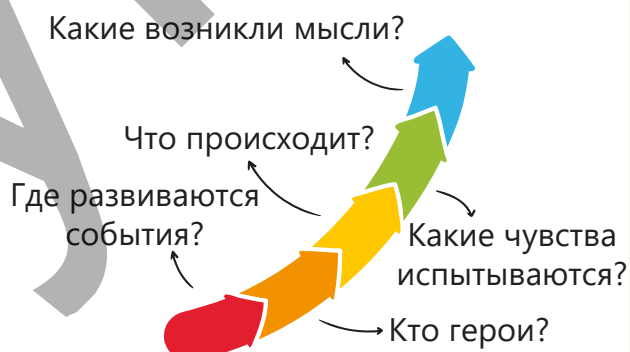 Какие возникли мысли?
Что происходит?
Где развиваются
события?
Какие чувства
испытываются?
Кто герои?